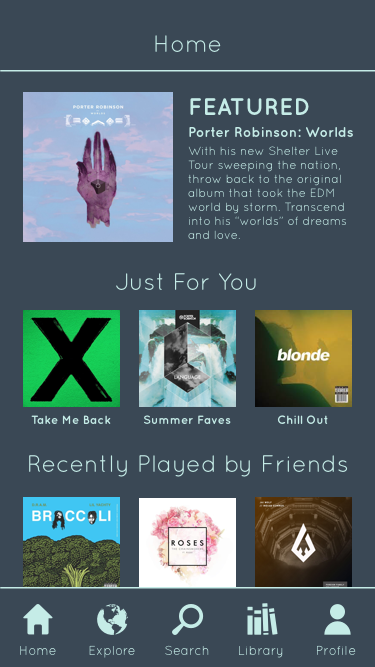 Home
PORTER ROBINSON
WORLDS
FEATURED
Porter Robinson: Worlds
With his new Shelter Live
Tour sweeping the nation,
throw back to the original
album that took the EDM
world by storm. Transcend
into his "worlds" of dreams
and love.
Just For You
X
LANGUAGE
blonde
Take Me Back
Summer Faves
Chill Out
Recently Played by Friends
BROCCOLI
ROSES
Home
Explore
Search
Library
Profile